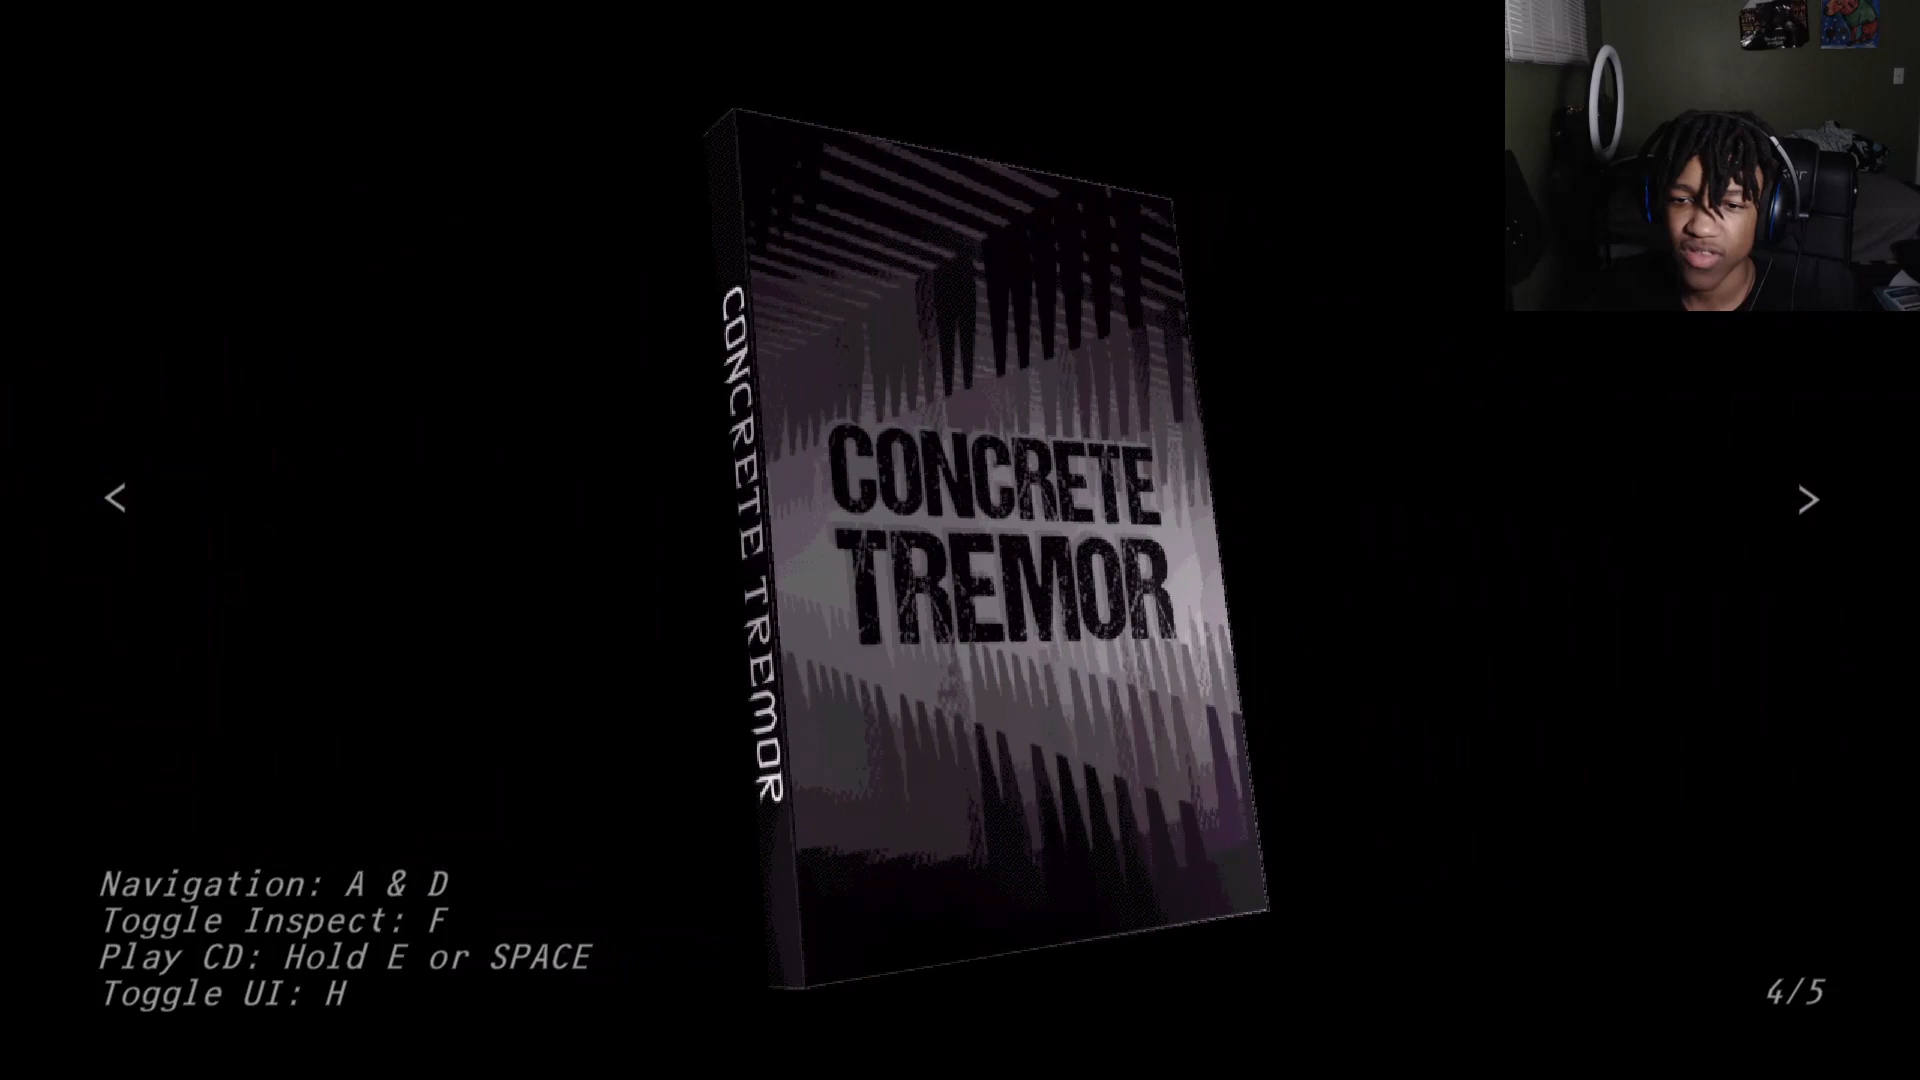 CONCRETE TREMOR
CONCRETE
TREMOR
<
>
Navigation: A & D
Toggle Inspect: F
Play CD: Hold E or SPACE
Toggle UI: H
4/5